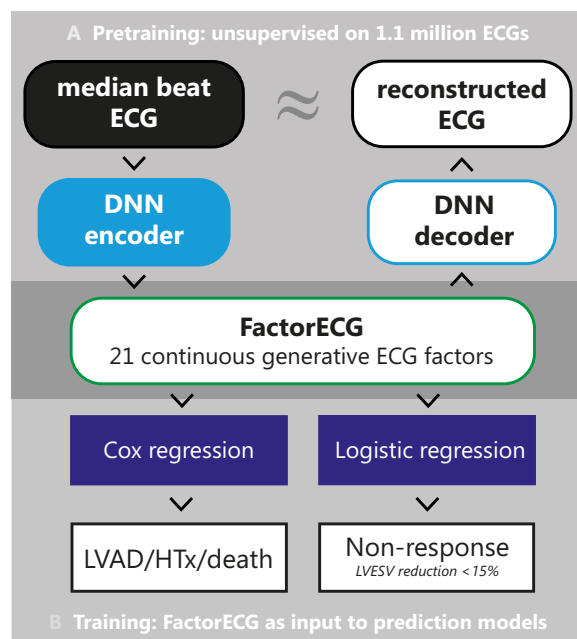 A Pretraining: unsupervised on 1.1 million ECGs
median beat
ECG
≈
reconstructed
ECG
DNN
encoder
DNN
decoder
FactorECG
21 continuous generative ECG factors
Cox regression
Logistic regression
LVAD/HTx/death
Non-response
LVESV reduction <15%
B Training: FactorECG as input to prediction models